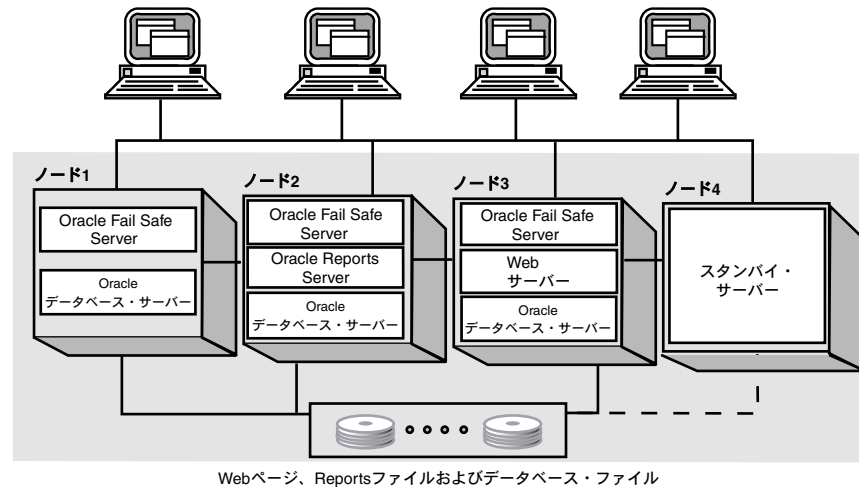 ノード1
Oracle Fail Safe
Server
Oracle
データベース・サーバー
ノード2
Oracle Fail Safe
Server
Oracle Reports
Server
Oracle
データベース・サーバー
ノード3
Oracle Fail Safe
Server
Web
サーバー
Oracle
データベース・サーバー
ノード4
スタンバイ・
サーバー
Webページ、Reportsファイルおよびデータベース・ファイル